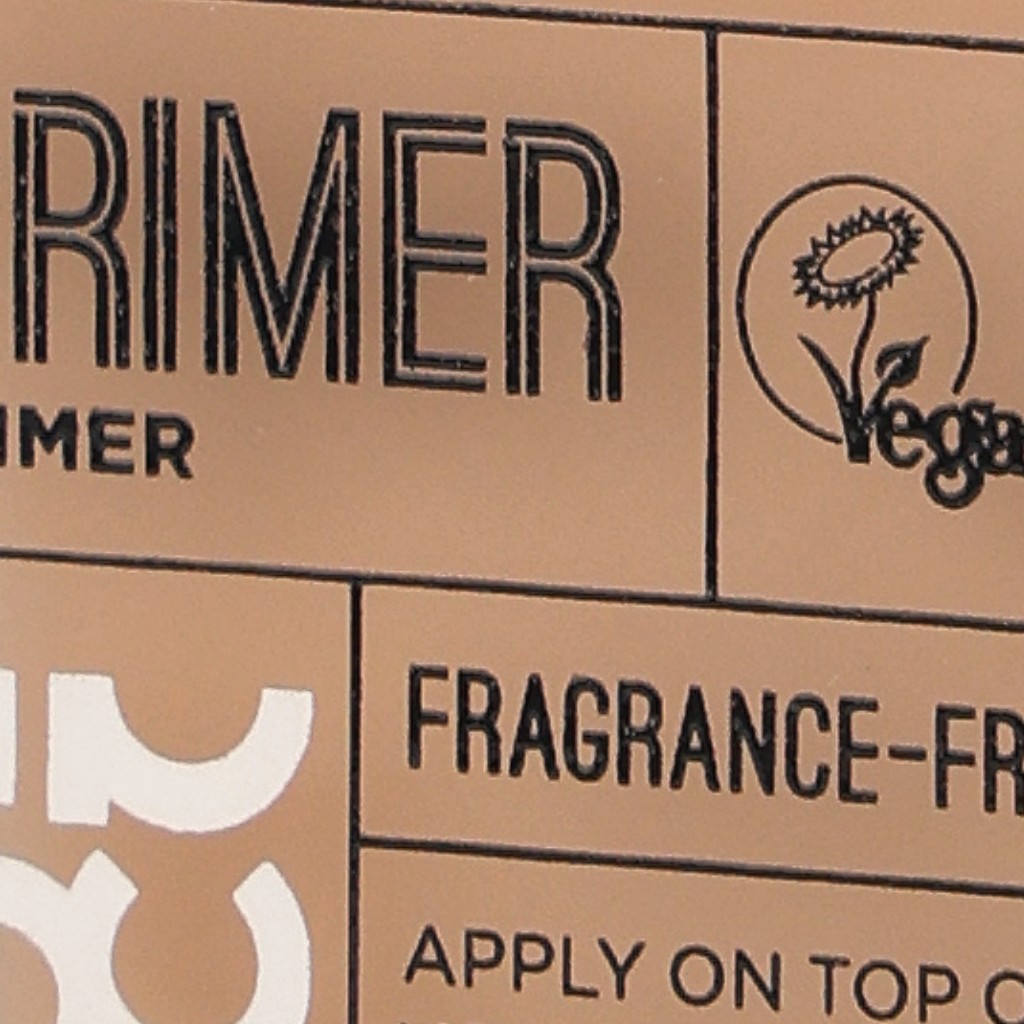 RIMER
IMER
Vega
FRAGRANCE-FR
APPLY ON TOP O